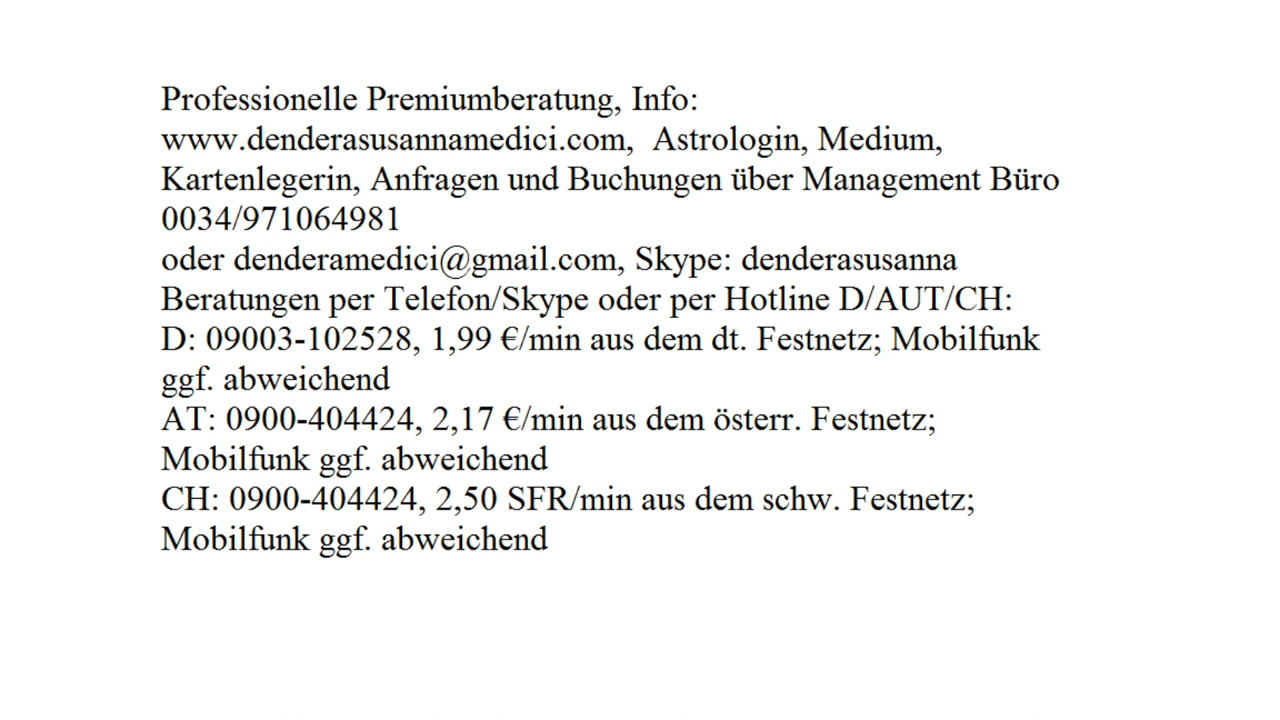 Professionelle Premiumberatung, Info:
www.denderasusannamedici.com,  Astrologin, Medium,
Kartenlegerin, Anfragen und Buchungen über Management Büro
0034/971064981
oder denderamedici@gmail.com, Skype: denderasusanna
Beratungen per Telefon/Skype oder per Hotline D/AUT/CH:
D: 09003-102528, 1,99 €/min aus dem dt. Festnetz; Mobilfunk
ggf. abweichend
AT: 0900-404424, 2,17 €/min aus dem österr. Festnetz;
Mobilfunk ggf. abweichend
CH: 0900-404424, 2,50 SFR/min aus dem schw. Festnetz;
Mobilfunk ggf. abweichend